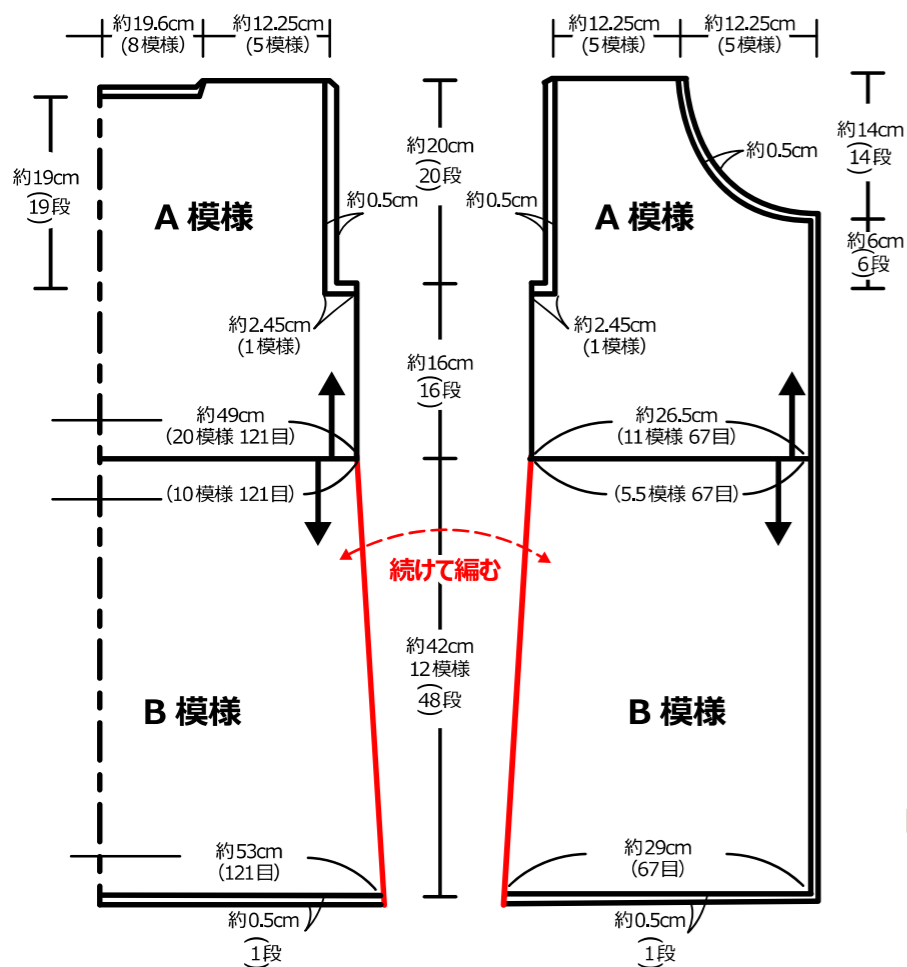 約19.6cm
(8模様)
約12.25cm
(5模様)
約12.25cm
(5模様)
約12.25cm
(5模様)
約19cm
19段
A 模様
約0.5cm
約20cm
20段
約0.5cm
A 模様
約0.5cm
約14cm
14段
約6cm
6段
約2.45cm
(1模様)
約16cm
16段
約2.45cm
(1模様)
約49cm
(20模様 121目)
約26.5cm
(11模様 67目)
(10模様 121目)
(5.5模様 67目)
続けて編む
B 模様
約42cm
12模様
48段
B 模様
約53cm
(121目)
約29cm
(67目)
約0.5cm
1段
約0.5cm
1段